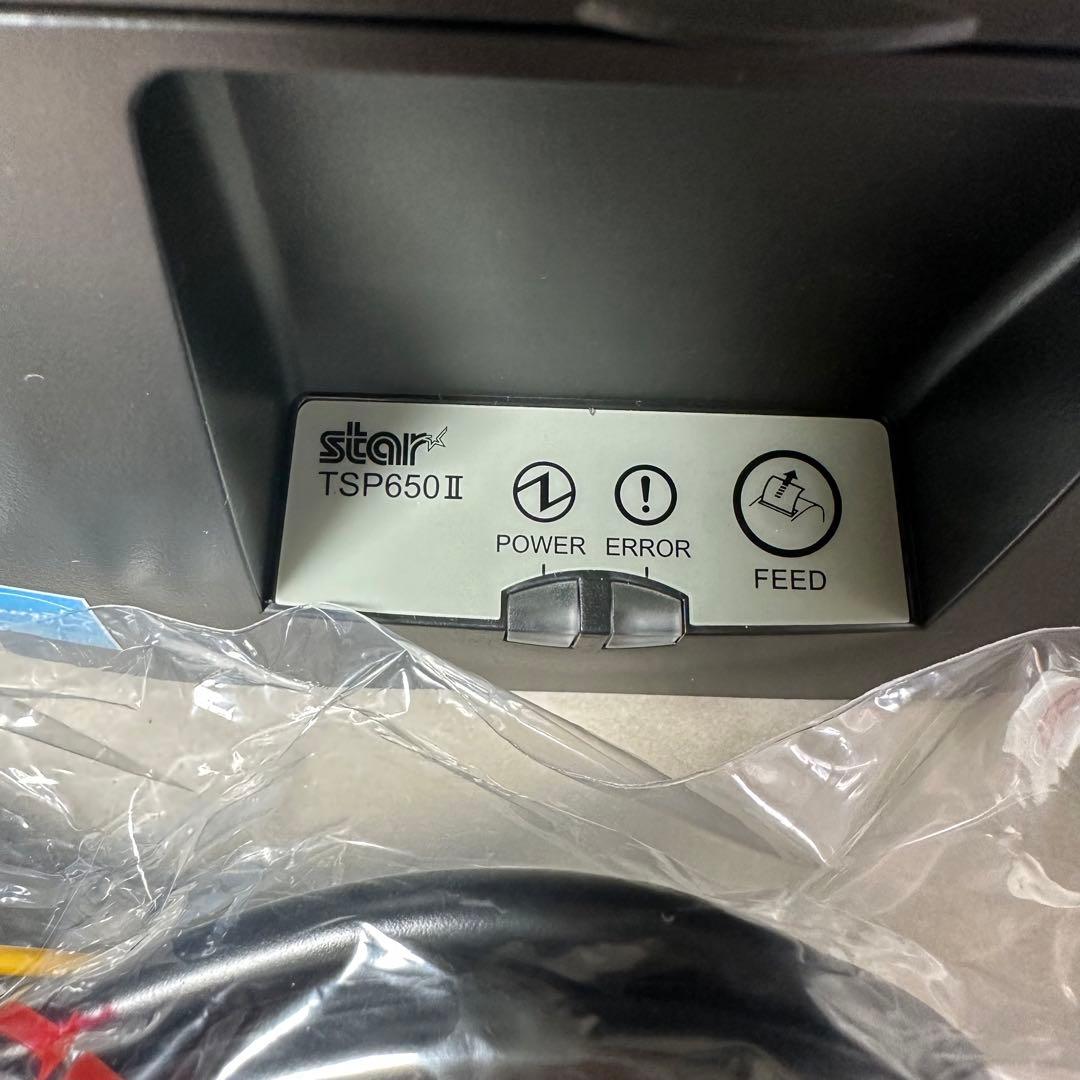 star
TSP650Ⅱ
POWER ERROR
FEED